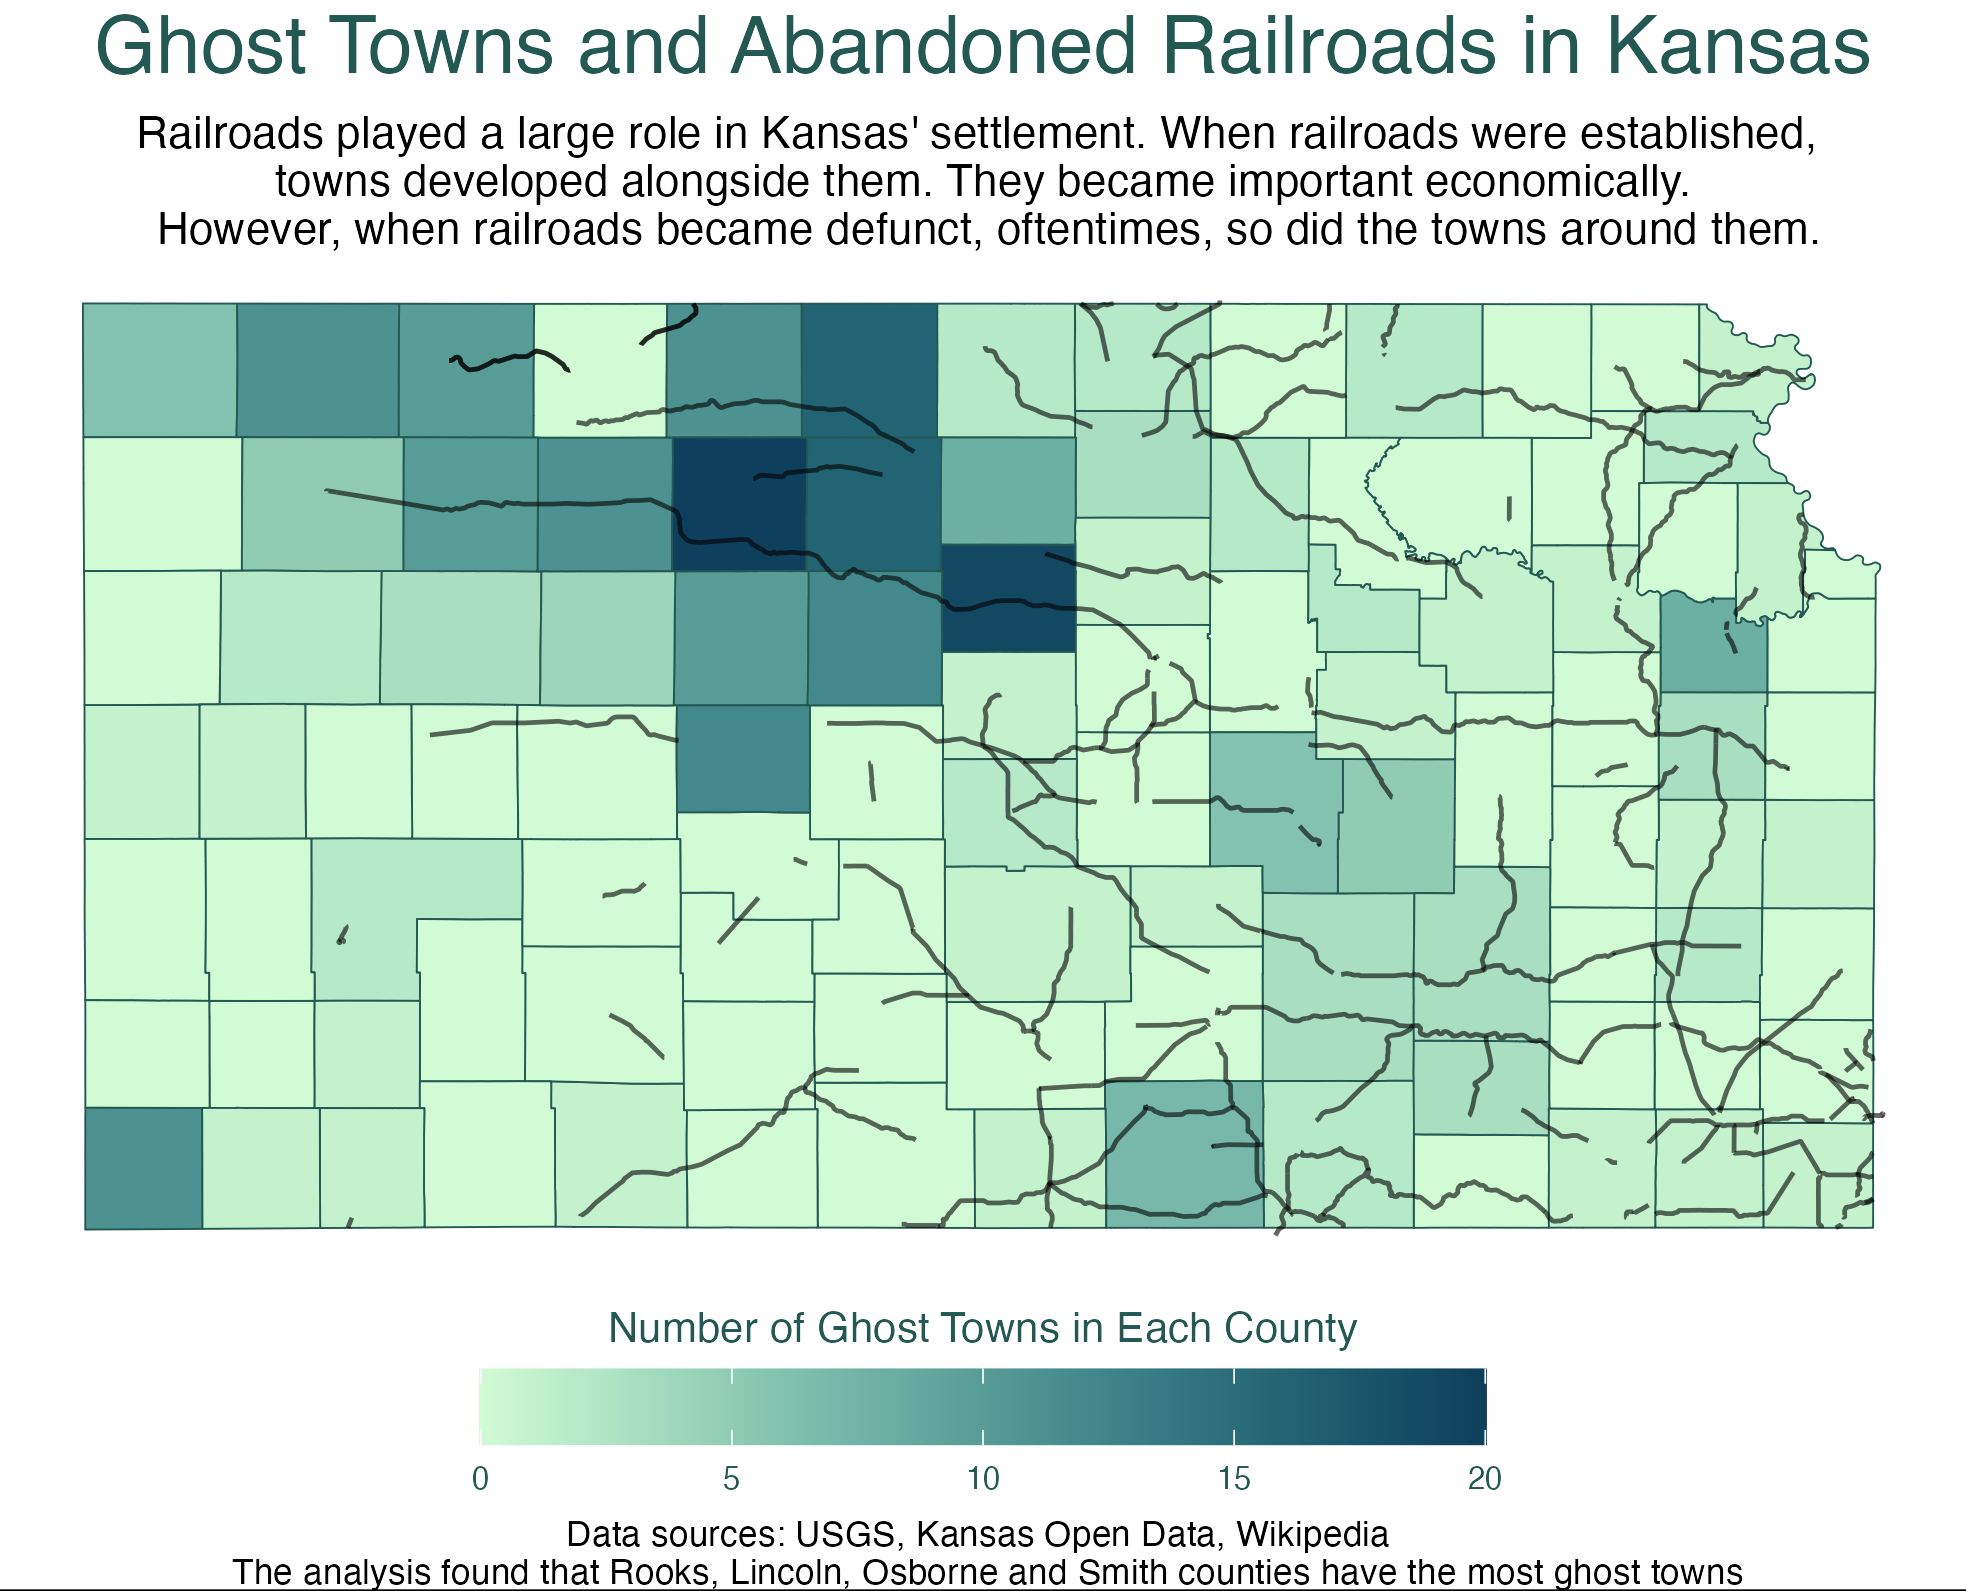 Ghost Towns and Abandoned Railroads in Kansas
Railroads played a large role in Kansas' settlement. When railroads were established,
towns developed alongside them. They became important economically.
However, when railroads became defunct, oftentimes, so did the towns around them.
Number of Ghost Towns in Each County
0 5 10 15 20
Data sources: USGS, Kansas Open Data, Wikipedia
The analysis found that Rooks, Lincoln, Osborne and Smith counties have the most ghost towns